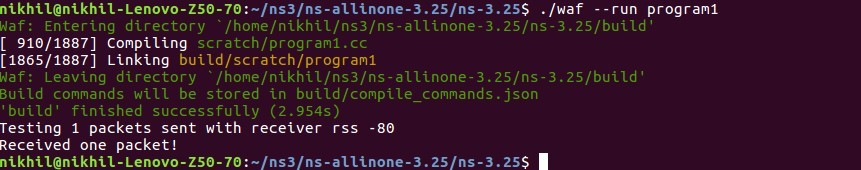 nikhil@nikhil-Lenovo-Z50-70:~/ns3/ns-allinone-3.25/ns-3.25$ ./waf --run program1
Waf: Entering directory `/home/nikhil/ns3/ns-allinone-3.25/ns-3.25/build'
[ 910/1887] Compiling scratch/program1.cc
[1865/1887] Linking build/scratch/program1
Waf: Leaving directory `/home/nikhil/ns3/ns-allinone-3.25/ns-3.25/build'
Build commands will be stored in build/compile_commands.json
'build' finished successfully (2.954s)
Testing 1 packets sent with receiver rss -80
Received one packet!
nikhil@nikhil-Lenovo-Z50-70:~/ns3/ns-allinone-3.25/ns-3.25$